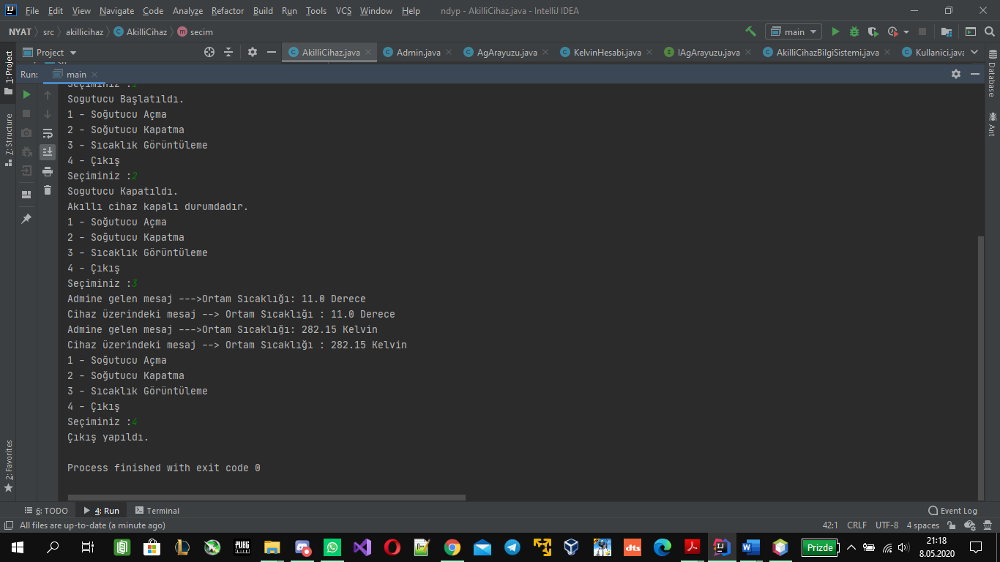 File Edit View Navigate Code Analyze Refactor Build Run Tools VCS Window Help ndyp - AkilliCihaz.java - IntelliJ IDEA
NYAT src akillicihaz AkilliCihaz secim main
1: Project Project AkilliCihaz.java Admin.java AgArayuzu.java KelvinHesabi.java IAgArayuzu.java AkilliCihazBilgiSistemi.java Kullanici.java
Database
Ant
7: Structure
2: Favorites
Run: main
Seçiminiz :1
Sogutucu Başlatıldı.
1 - Soğutucu Açma
2 - Soğutucu Kapatma
3 - Sıcaklık Görüntüleme
4 - Çıkış
Seçiminiz :2
Sogutucu Kapatıldı.
Akıllı cihaz kapalı durumdadır.
1 - Soğutucu Açma
2 - Soğutucu Kapatma
3 - Sıcaklık Görüntüleme
4 - Çıkış
Seçiminiz :3
Admine gelen mesaj --->Ortam Sıcaklığı: 11.0 Derece
Cihaz üzerindeki mesaj --> Ortam Sıcaklığı : 11.0 Derece
Admine gelen mesaj --->Ortam Sıcaklığı: 282.15 Kelvin
Cihaz üzerindeki mesaj --> Ortam Sıcaklığı : 282.15 Kelvin
1 - Soğutucu Açma
2 - Soğutucu Kapatma
3 - Sıcaklık Görüntüleme
4 - Çıkış
Seçiminiz :4
Çıkış yapıldı.
Process finished with exit code 0
6: TODO 4: Run Terminal Event Log
All files are up-to-date (a minute ago) 42:1 CRLF UTF-8 4 spaces
PUBG dts Prizde 21:18
8.05.2020